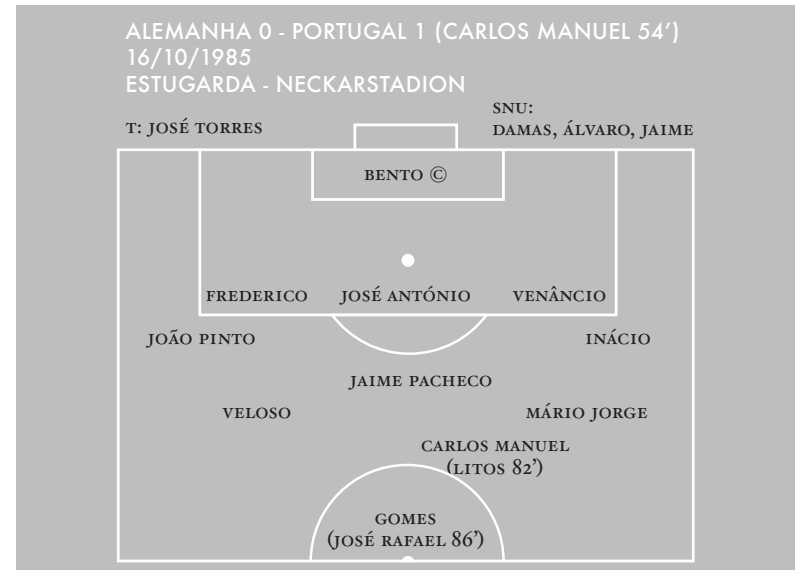 ALEMANHA 0 - PORTUGAL 1 (CARLOS MANUEL 54’)
16/10/1985
ESTUGARDA - NECKARSTADION
T: JOSÉ TORRES
SNU:
DAMAS, ÁLVARO, JAIME
BENTO ©
FREDERICO JOSÉ ANTÓNIO VENÂNCIO
JOÃO PINTO INÁCIO
JAIME PACHECO
VELOSO MÁRIO JORGE
CARLOS MANUEL
(LITOS 82’)
GOMES
(JOSÉ RAFAEL 86’)